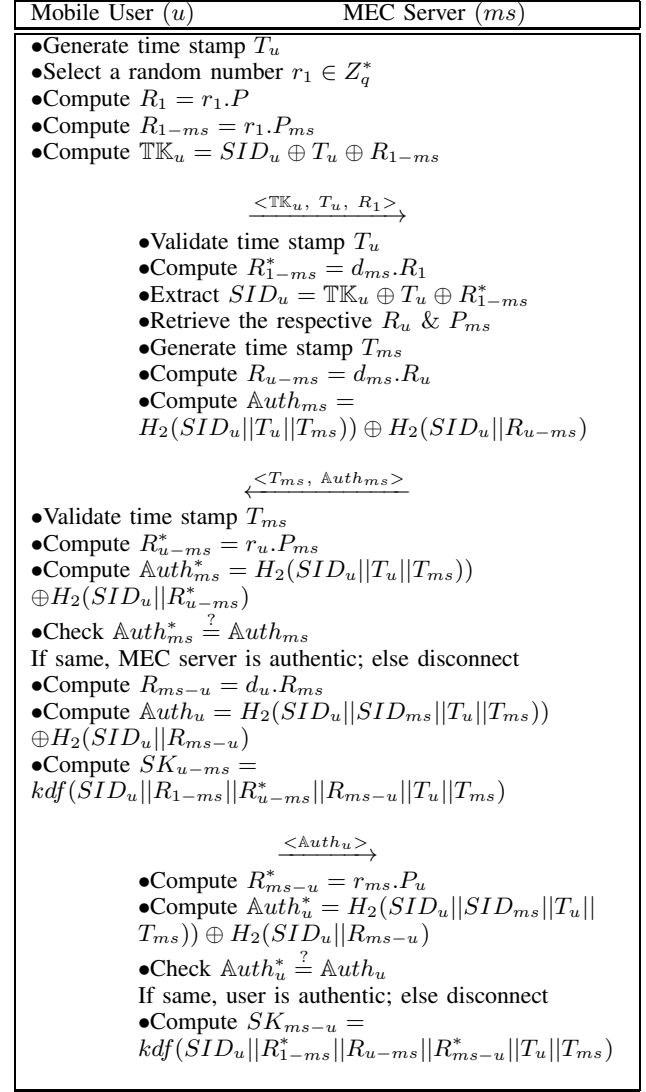 Mobile User (u) MEC Server (ms)
•Generate time stamp T_u
•Select a random number r_1 ∈ Z_q^*
•Compute R_1 = r_1.P
•Compute R_{1−ms} = r_1.P_{ms}
•Compute 𝕋𝕂_u = SID_u ⊕ T_u ⊕ R_{1−ms}
<𝕋𝕂_u, T_u, R_1>
•Validate time stamp T_u
•Compute R^*_{1−ms} = d_{ms}.R_1
•Extract SID_u = 𝕋𝕂_u ⊕ T_u ⊕ R^*_{1−ms}
•Retrieve the respective R_u & P_{ms}
•Generate time stamp T_{ms}
•Compute R_{u−ms} = d_{ms}.R_u
•Compute 𝔸uth_{ms} =
H_2(SID_u||T_u||T_{ms})) ⊕ H_2(SID_u||R_{u−ms})
<T_{ms}, 𝔸uth_{ms}>
•Validate time stamp T_{ms}
•Compute R^*_{u−ms} = r_u.P_{ms}
•Compute 𝔸uth^*_{ms} = H_2(SID_u||T_u||T_{ms}))
⊕H_2(SID_u||R^*_{u−ms})
•Check 𝔸uth^*_{ms} ≟ 𝔸uth_{ms}
If same, MEC server is authentic; else disconnect
•Compute R_{ms−u} = d_u.R_{ms}
•Compute 𝔸uth_u = H_2(SID_u||SID_{ms}||T_u||T_{ms}))
⊕H_2(SID_u||R_{ms−u})
•Compute SK_{u−ms} =
kdf(SID_u||R_{1−ms}||R^*_{u−ms}||R_{ms−u}||T_u||T_{ms})
<𝔸uth_u>
•Compute R^*_{ms−u} = r_{ms}.P_u
•Compute 𝔸uth^*_u = H_2(SID_u||SID_{ms}||T_u||
T_{ms})) ⊕ H_2(SID_u||R_{ms−u})
•Check 𝔸uth^*_u ≟ 𝔸uth_u
If same, user is authentic; else disconnect
•Compute SK_{ms−u} =
kdf(SID_u||R^*_{1−ms}||R_{u−ms}||R^*_{ms−u}||T_u||T_{ms})